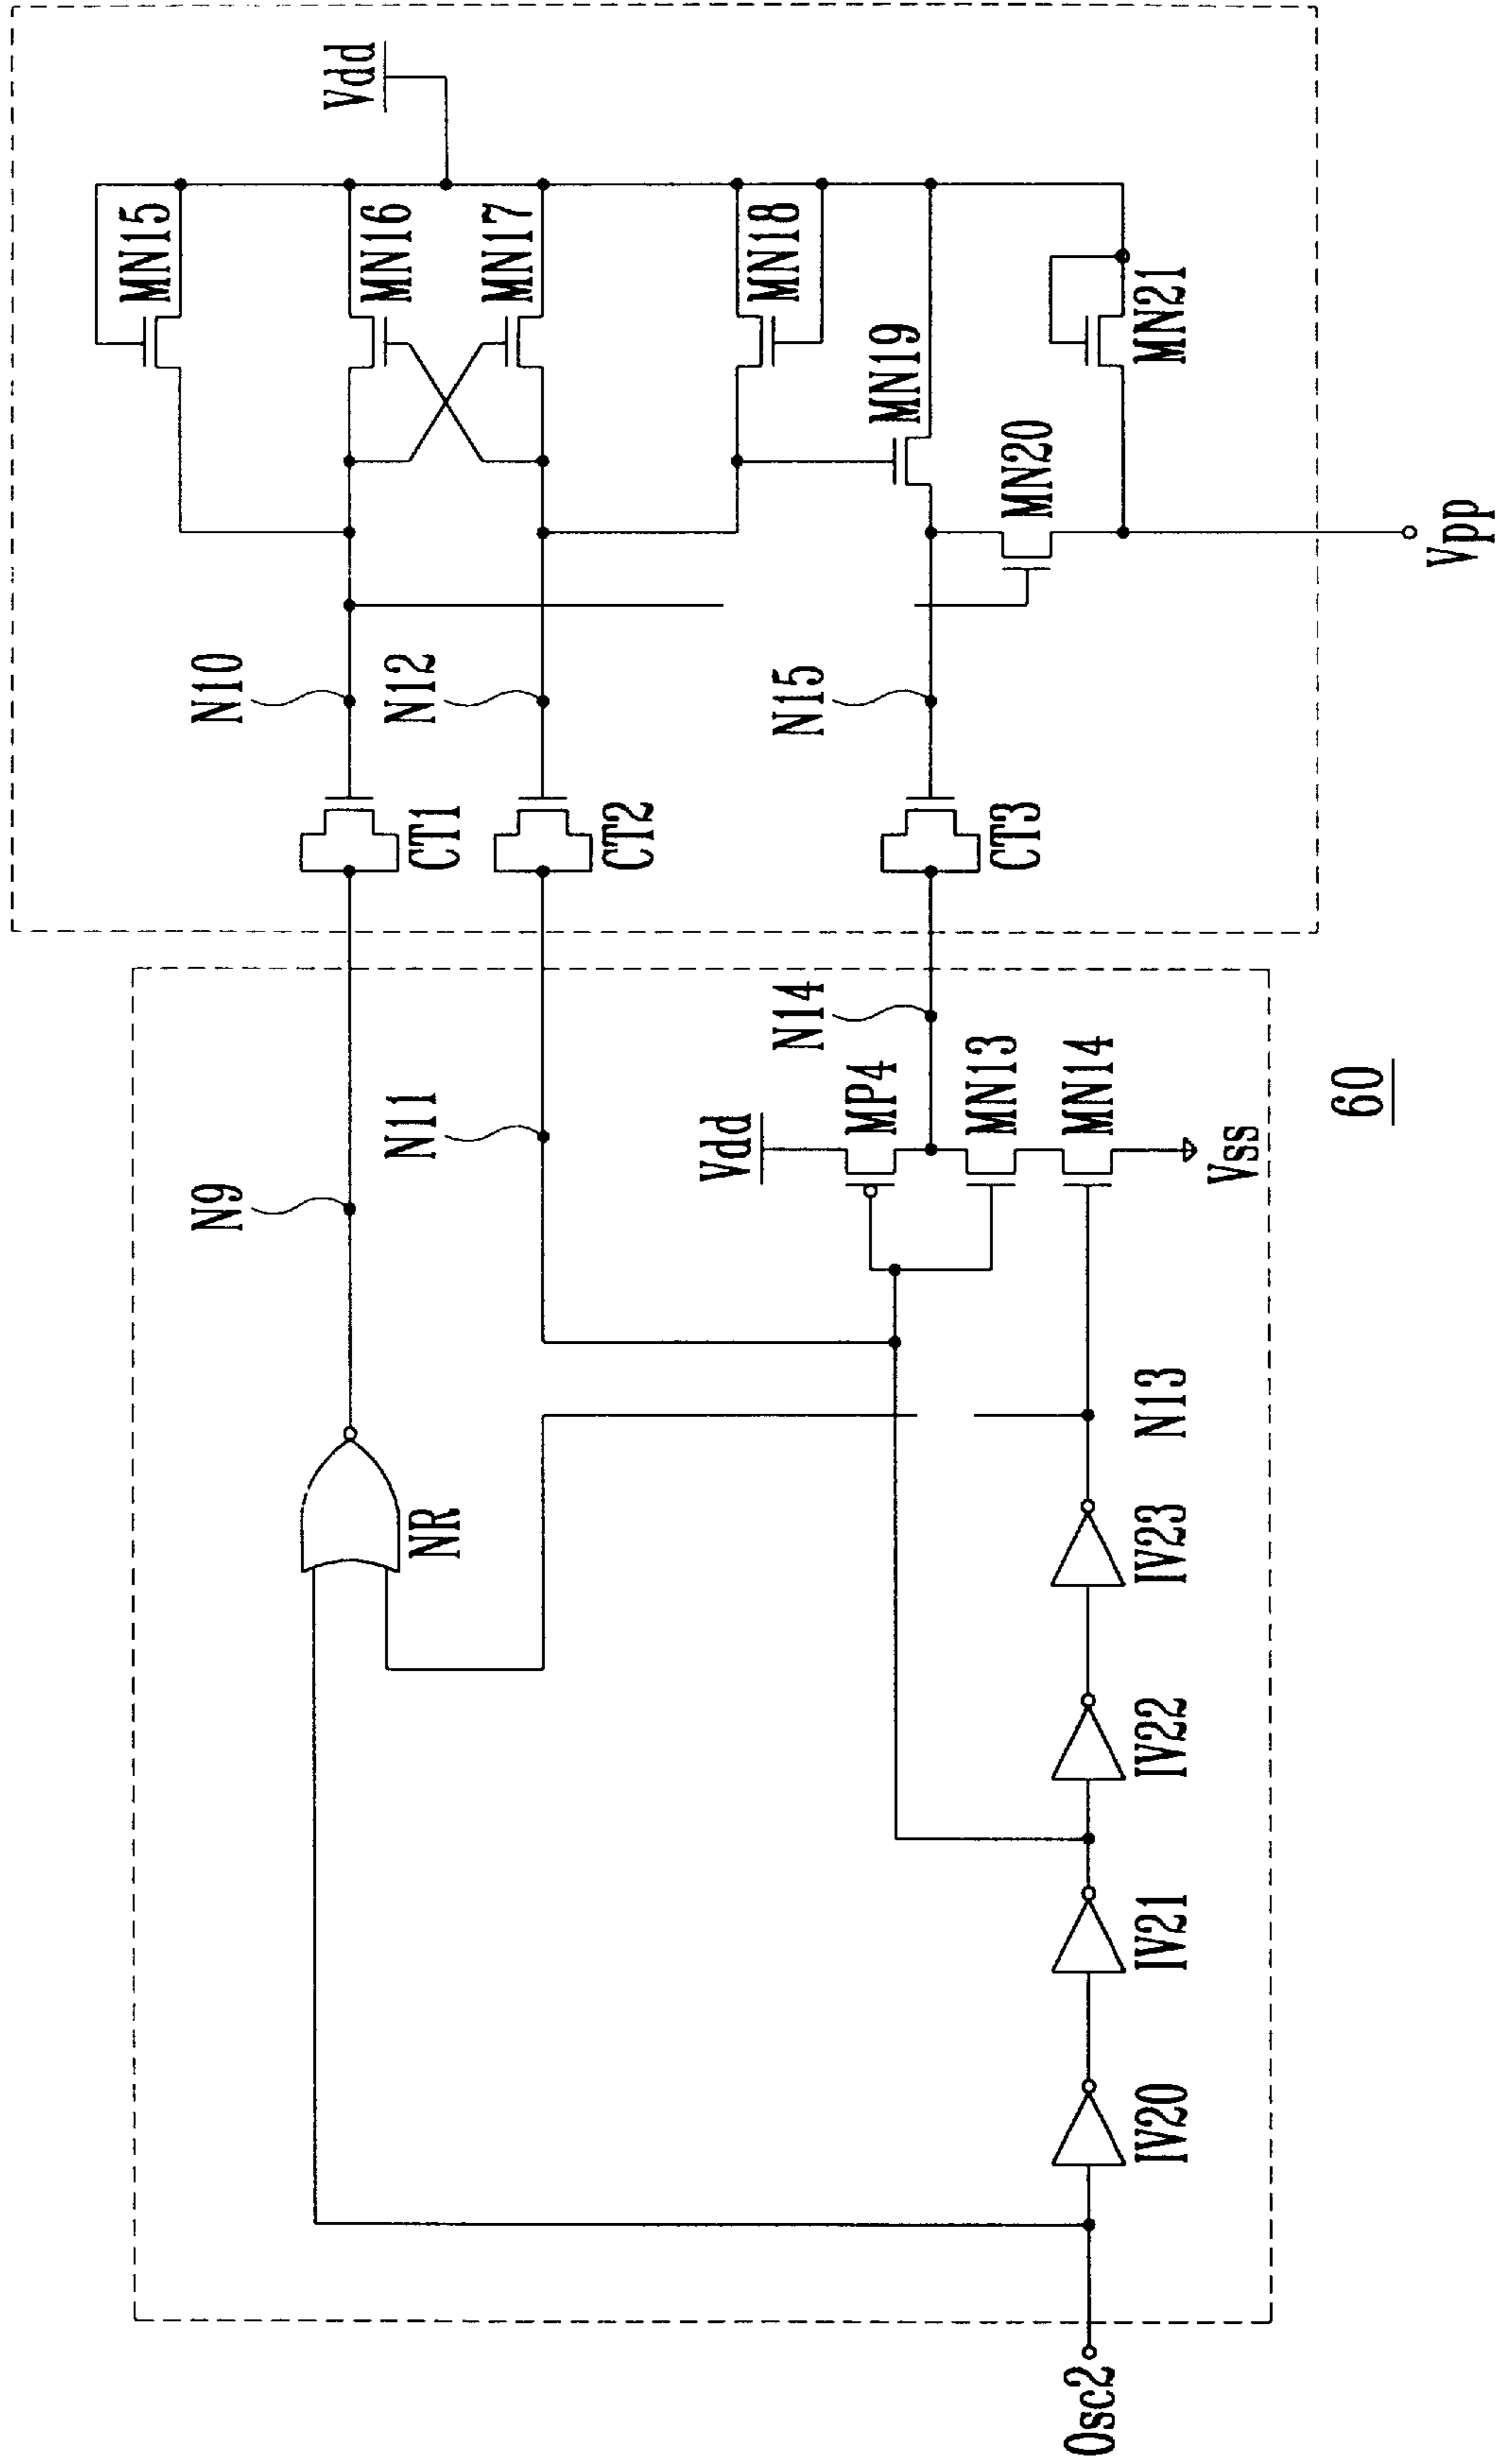 Vdd
MN15
MN16
MN17
MN18
MN19
MN20
MN21
Vpp
N10
N12
N15
CT1
CT2
CT3
N9
N11
N14
Vdd
MP4
MN13
MN14
Vss
NR
N13
IV20
IV21
IV22
IV23
Osc2
60